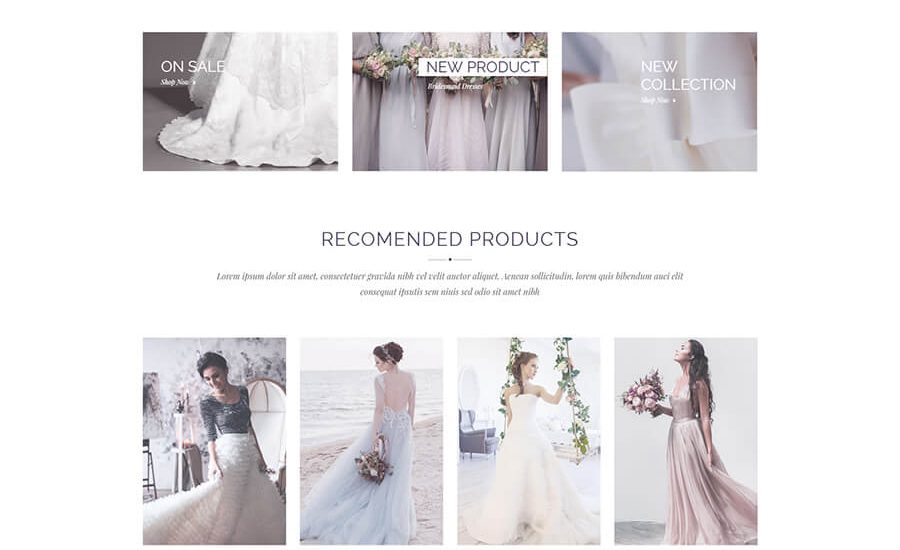 ON SALE
Shop Now
NEW PRODUCT
Bridesmaid Dresses
NEW
COLLECTION
Shop Now
RECOMENDED PRODUCTS
Lorem ipsum dolor sit amet, consectetuer gravida nibh vel velit auctor aliquet. Aenean sollicitudin, lorem quis bibendum auci elit
consequat ipsutis sem niuis sed odio sit amet nibh